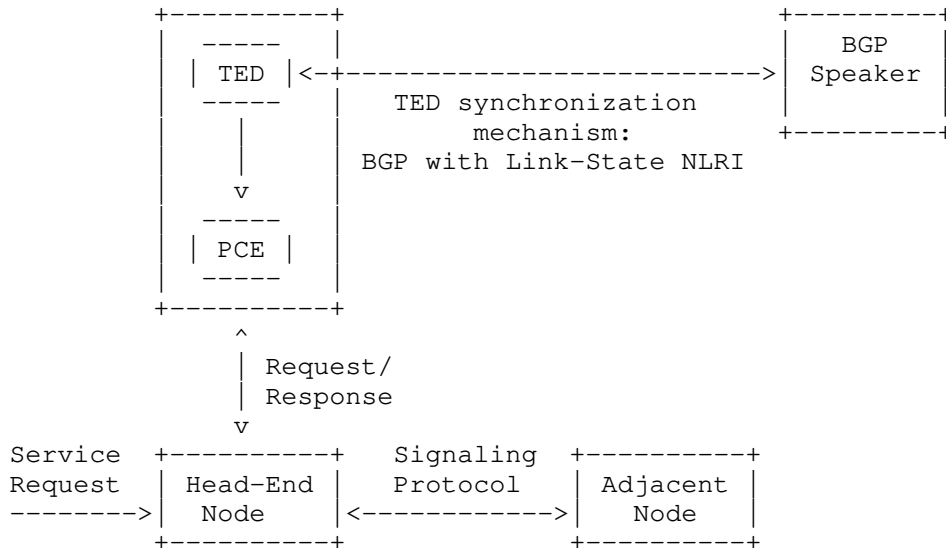 BGP
TED
Speaker
TED synchronization
mechanism:
BGP with Link-State NLRI
PCE
Request/
Response
Service
Signaling
Request
Head-End
Protocol
Adjacent
Node
Node